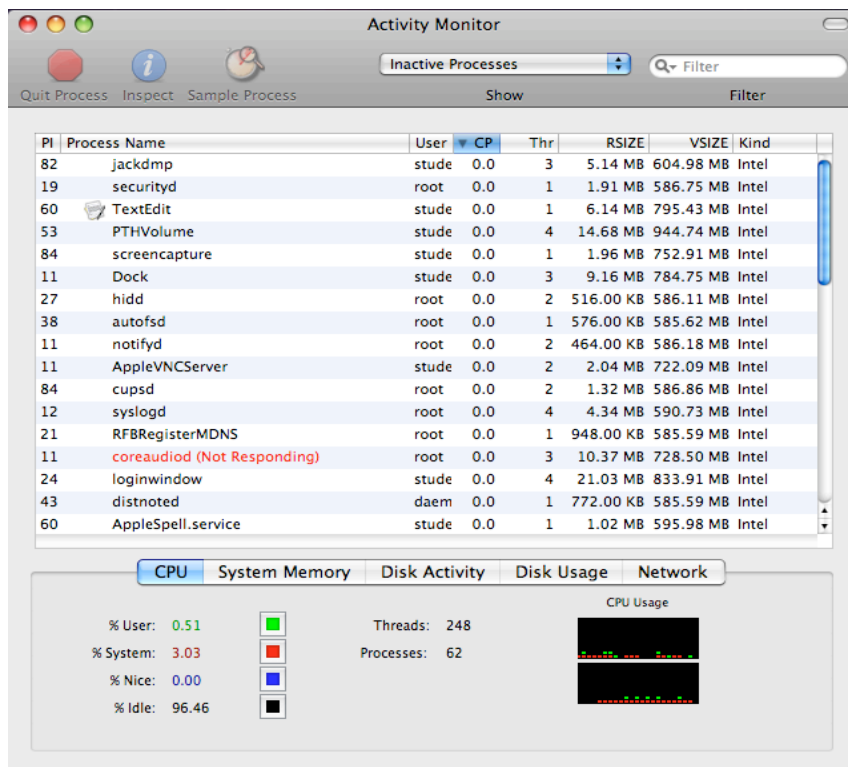 Activity Monitor
Inactive Processes
Filter
Quit Process Inspect Sample Process Show Filter
PI Process Name User CP Thr RSIZE VSIZE Kind
82 jackdmp stude 0.0 3 5.14 MB 604.98 MB Intel
19 securityd root 0.0 1 1.91 MB 586.75 MB Intel
60 TextEdit stude 0.0 1 6.14 MB 795.43 MB Intel
53 PTHVolume stude 0.0 4 14.68 MB 944.74 MB Intel
84 screencapture stude 0.0 1 1.96 MB 752.91 MB Intel
11 Dock stude 0.0 3 9.16 MB 784.75 MB Intel
27 hidd root 0.0 2 516.00 KB 586.11 MB Intel
38 autofsd root 0.0 1 576.00 KB 585.62 MB Intel
11 notifyd root 0.0 2 464.00 KB 586.18 MB Intel
11 AppleVNCServer stude 0.0 2 2.04 MB 722.09 MB Intel
84 cupsd root 0.0 2 1.32 MB 586.86 MB Intel
12 syslogd root 0.0 4 4.34 MB 590.73 MB Intel
21 RFBRegisterMDNS root 0.0 1 948.00 KB 585.59 MB Intel
11 coreaudiod (Not Responding) root 0.0 3 10.37 MB 728.50 MB Intel
24 loginwindow stude 0.0 4 21.03 MB 833.91 MB Intel
43 distnoted daem 0.0 1 772.00 KB 585.59 MB Intel
60 AppleSpell.service stude 0.0 1 1.02 MB 595.98 MB Intel
CPU System Memory Disk Activity Disk Usage Network
CPU Usage
% User: 0.51 Threads: 248
% System: 3.03 Processes: 62
% Nice: 0.00
% Idle: 96.46